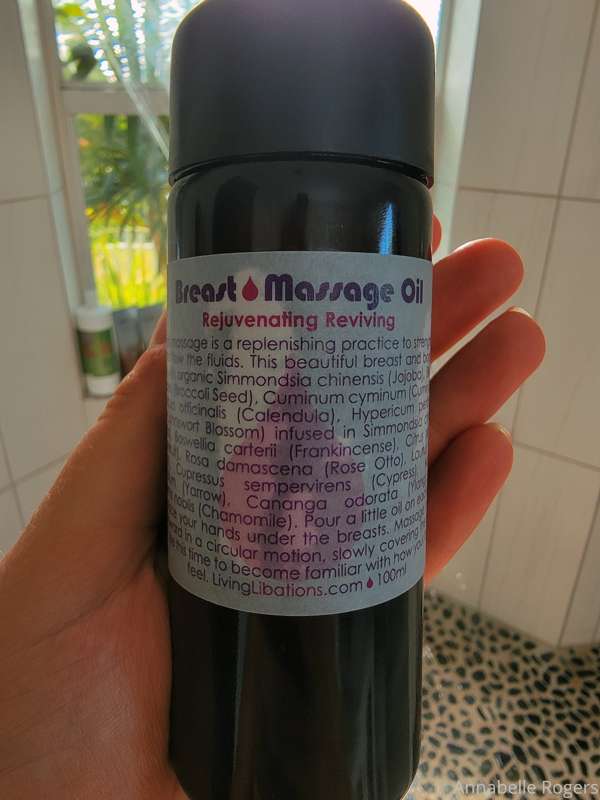 Breast Massage Oil
Rejuvenating Reviving
massage is a replenishing practice to
the fluids. This beautiful breast and
organic Simmondsia chinensis (Jojoba),
(Broccoli Seed), Cuminum cyminum
officinalis (Calendula), Hypericum
Blossom) infused in Simmondsia
Boswellia carterii (Frankincense),
Rosa damascena (Rose Otto),
Cupressus sempervirens (Cypress),
(Yarrow), Cananga odorata
nobilis (Chamomile). Pour a little oil on
your hands under the breasts. Massage
in a circular motion, slowly covering
this time to become familiar with how
feel. LivingLibations.com 100ml
Annabelle Rogers